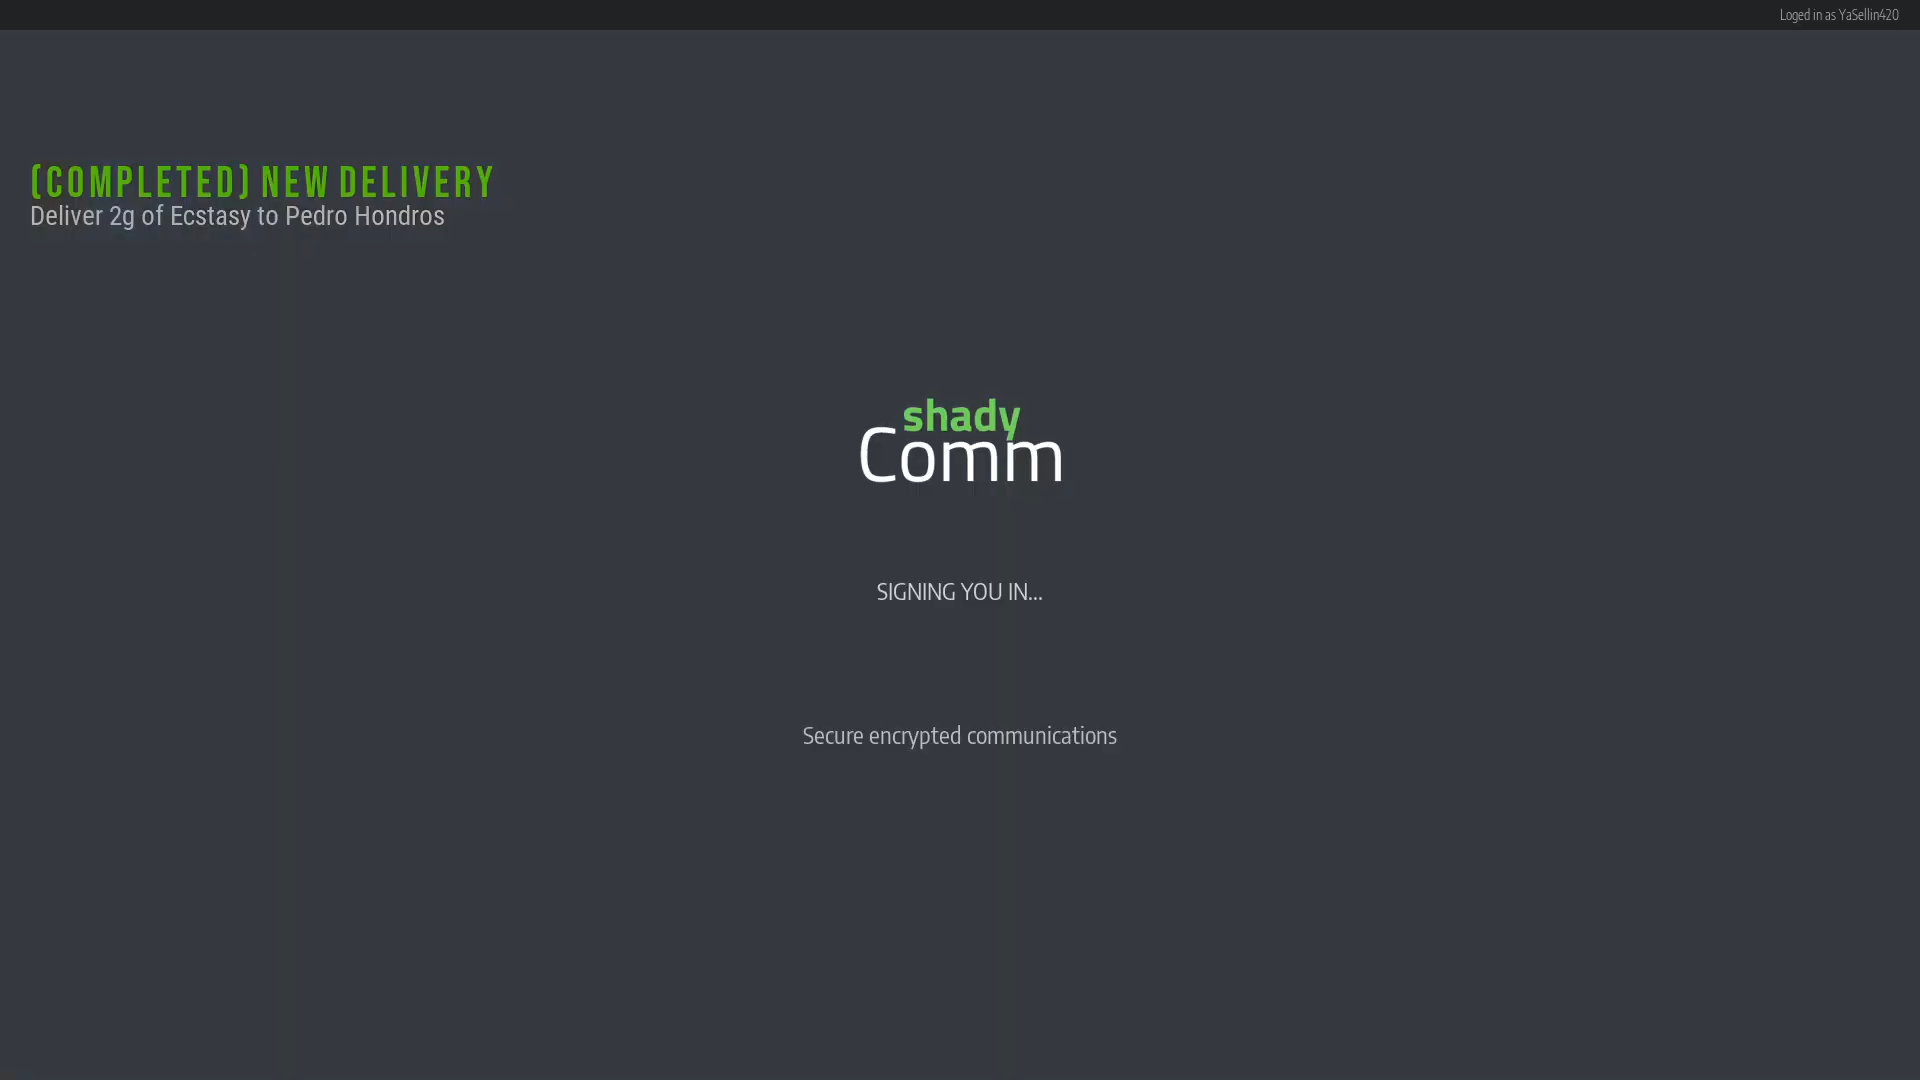 Loged in as YaSellin420
(COMPLETED) NEW DELIVERY
Deliver 2g of Ecstasy to Pedro Hondros
shady
Comm
SIGNING YOU IN...
Secure encrypted communications